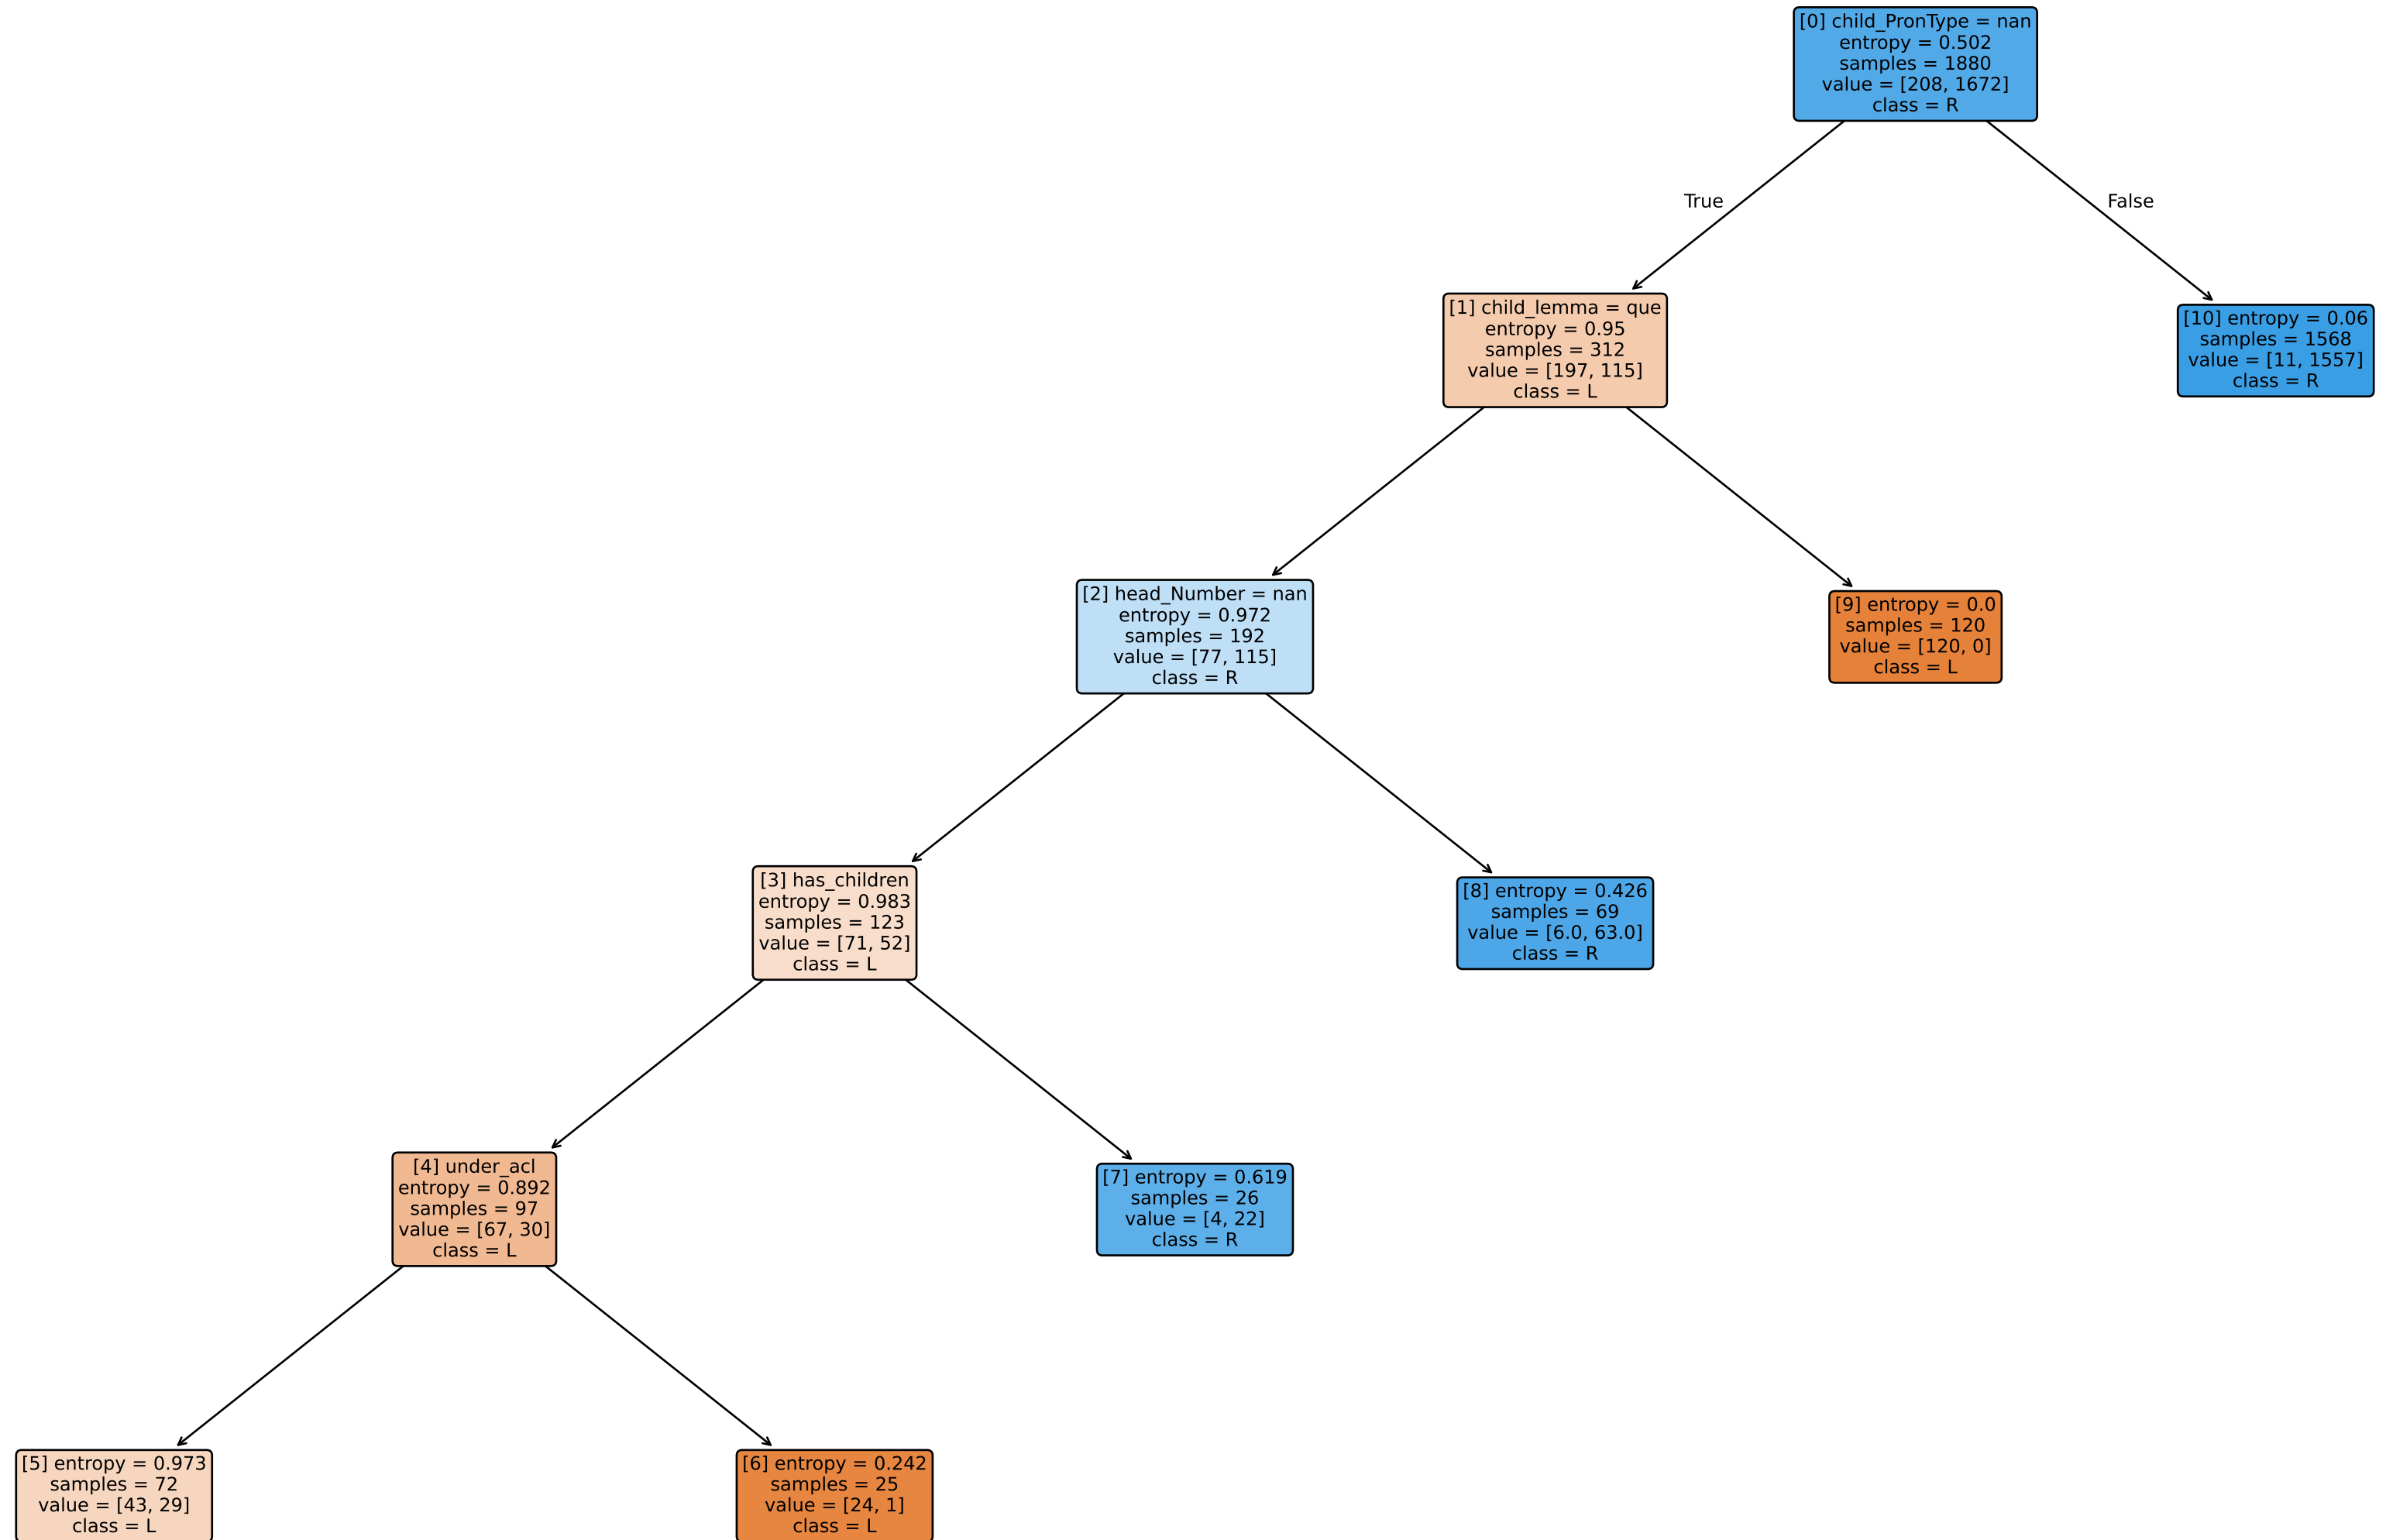 [0] child_PronType = nan
entropy = 0.502
samples = 1880
value = [208, 1672]
class = R
True
False
[1] child_lemma = que
entropy = 0.95
samples = 312
value = [197, 115]
class = L
[10] entropy = 0.06
samples = 1568
value = [11, 1557]
class = R
[2] head_Number = nan
entropy = 0.972
samples = 192
value = [77, 115]
class = R
[9] entropy = 0.0
samples = 120
value = [120, 0]
class = L
[3] has_children
entropy = 0.983
samples = 123
value = [71, 52]
class = L
[8] entropy = 0.426
samples = 69
value = [6.0, 63.0]
class = R
[4] under_acl
entropy = 0.892
samples = 97
value = [67, 30]
class = L
[7] entropy = 0.619
samples = 26
value = [4, 22]
class = R
[5] entropy = 0.973
samples = 72
value = [43, 29]
class = L
[6] entropy = 0.242
samples = 25
value = [24, 1]
class = L